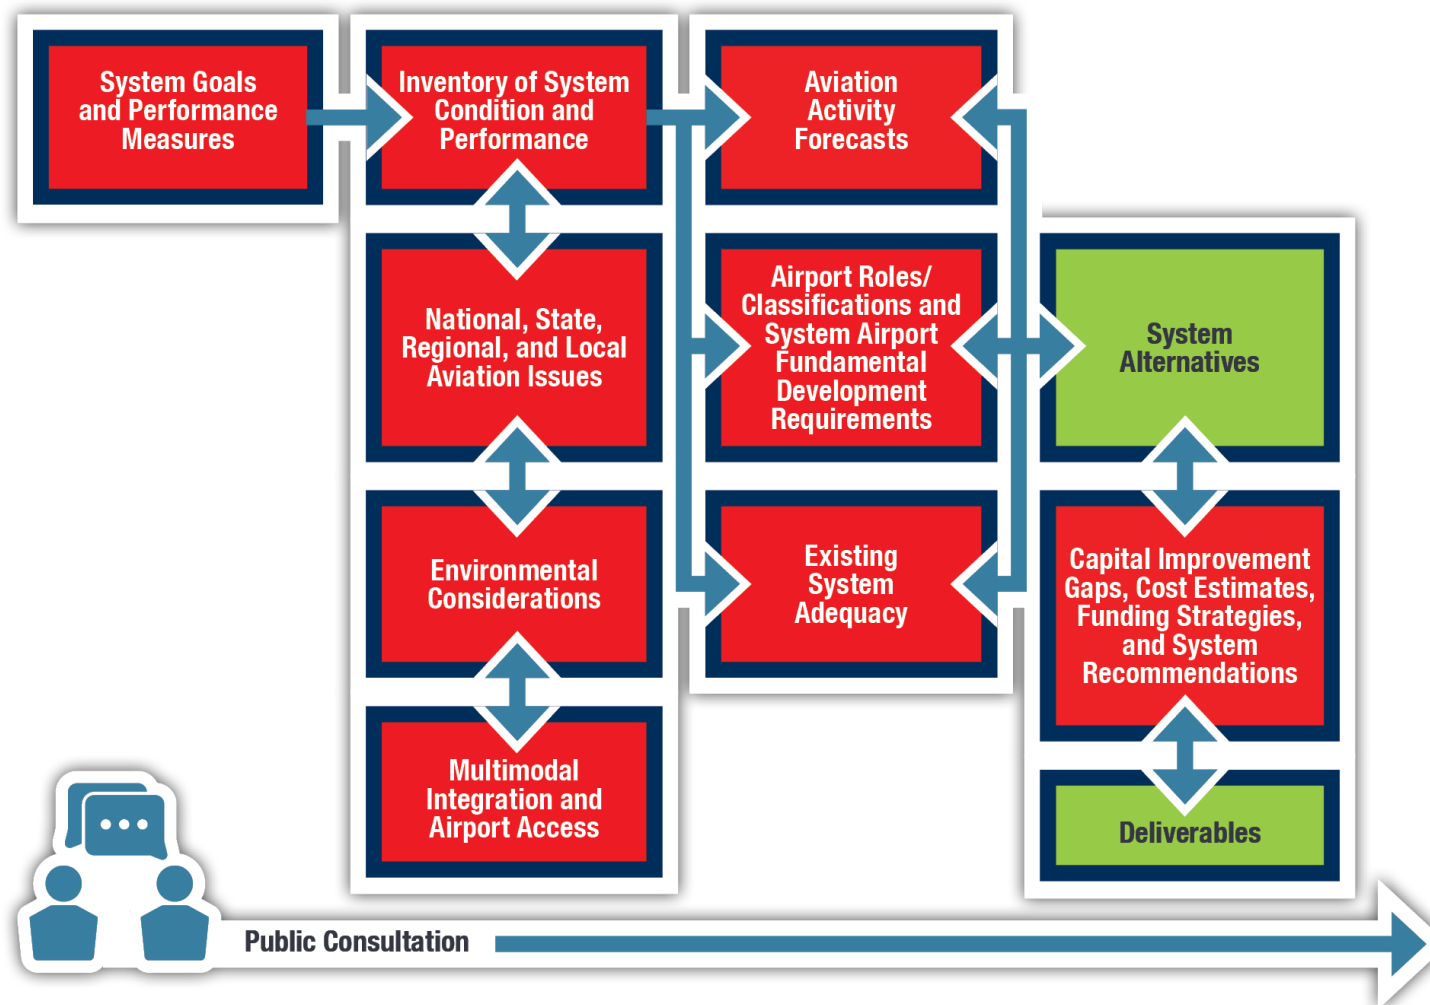 System Goals
and Performance
Measures
Inventory of System
Condition and
Performance
National, State,
Regional, and Local
Aviation Issues
Environmental
Considerations
Multimodal
Integration and
Airport Access
Aviation
Activity
Forecasts
Airport Roles/
Classifications and
System Airport
Fundamental
Development
Requirements
Existing
System
Adequacy
System
Alternatives
Capital Improvement
Gaps, Cost Estimates,
Funding Strategies,
and System
Recommendations
Deliverables
Public Consultation